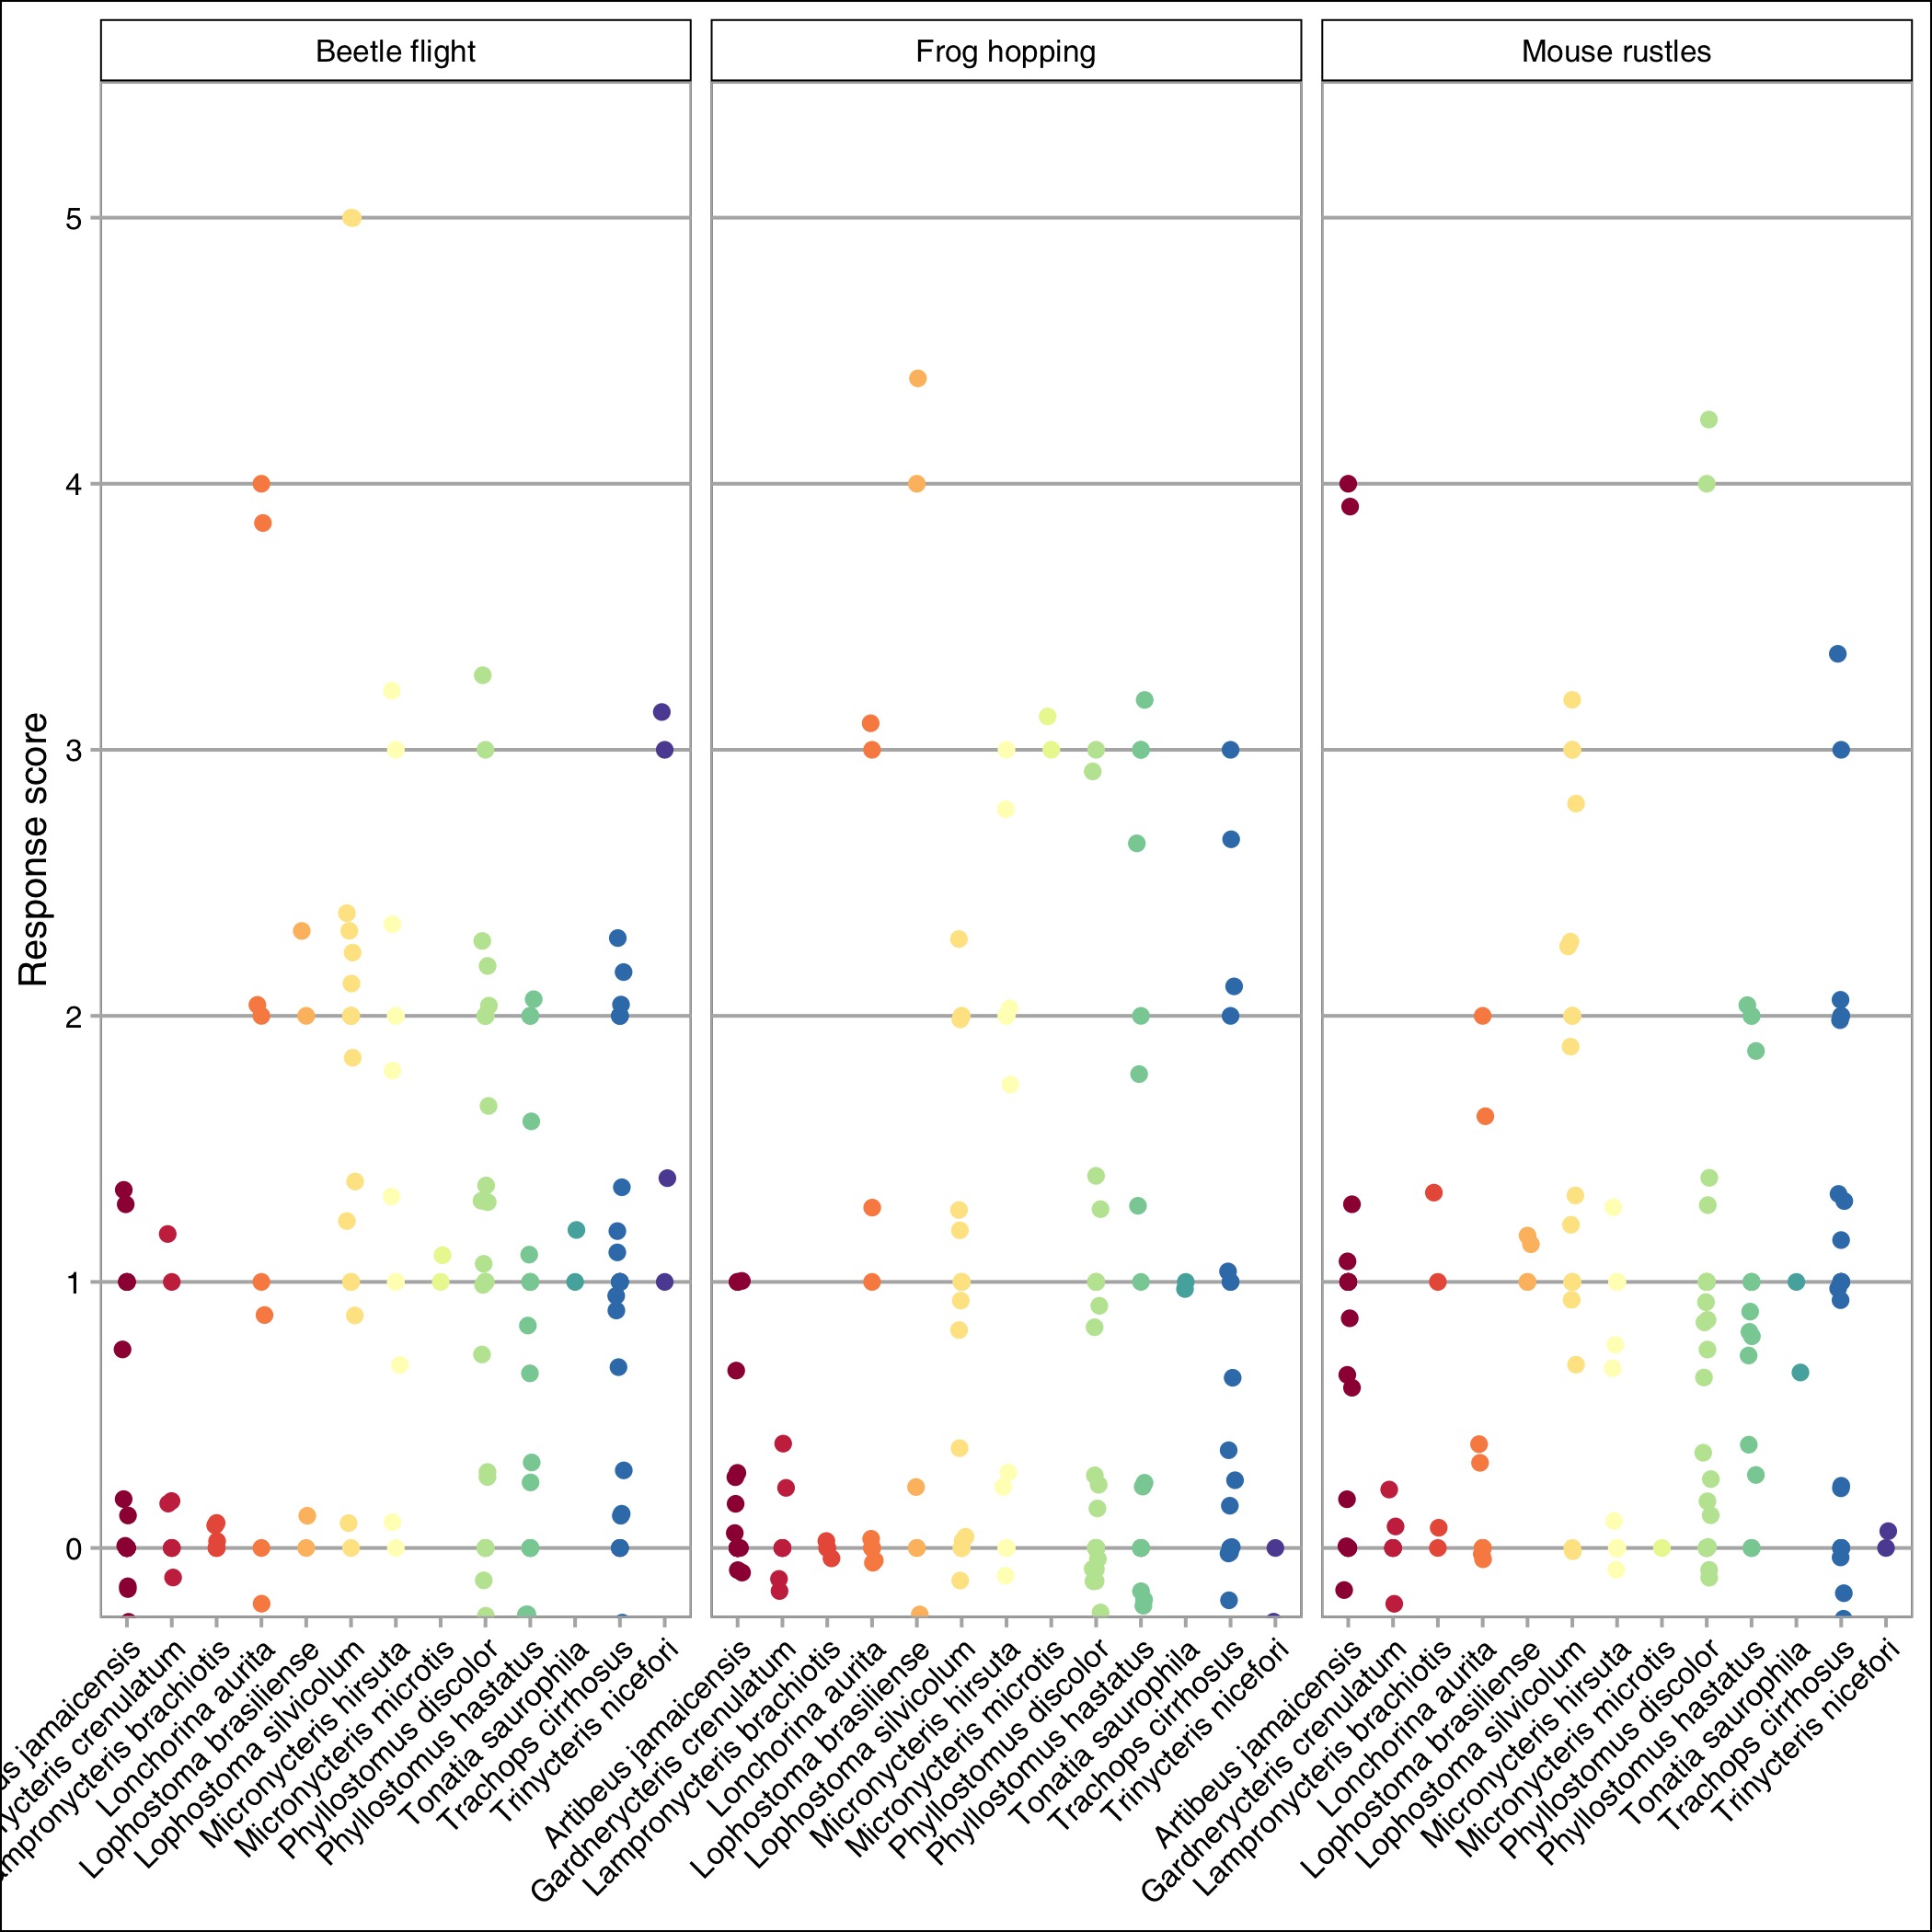 Beetle flight
Frog hopping
Mouse rustles
Response score
5
4
3
2
1
0
jamaicensis
crenulatum
brachiotis
Lonchorina aurita
Lophostoma brasiliense
Lophostoma silvicolum
Micronycteris hirsuta
Micronycteris microtis
Phyllostomus discolor
Phyllostomus hastatus
Tonatia saurophila
Trachops cirrhosus
Trinycteris nicefori
Artibeus jamaicensis
Gardnerycteris crenulatum
Lampronycteris brachiotis
Lonchorina aurita
Lophostoma brasiliense
Lophostoma silvicolum
Micronycteris hirsuta
Micronycteris microtis
Phyllostomus discolor
Phyllostomus hastatus
Tonatia saurophila
Trachops cirrhosus
Trinycteris nicefori
Artibeus jamaicensis
Gardnerycteris crenulatum
Lampronycteris brachiotis
Lonchorina aurita
Lophostoma brasiliense
Lophostoma silvicolum
Micronycteris hirsuta
Micronycteris microtis
Phyllostomus discolor
Phyllostomus hastatus
Tonatia saurophila
Trachops cirrhosus
Trinycteris nicefori